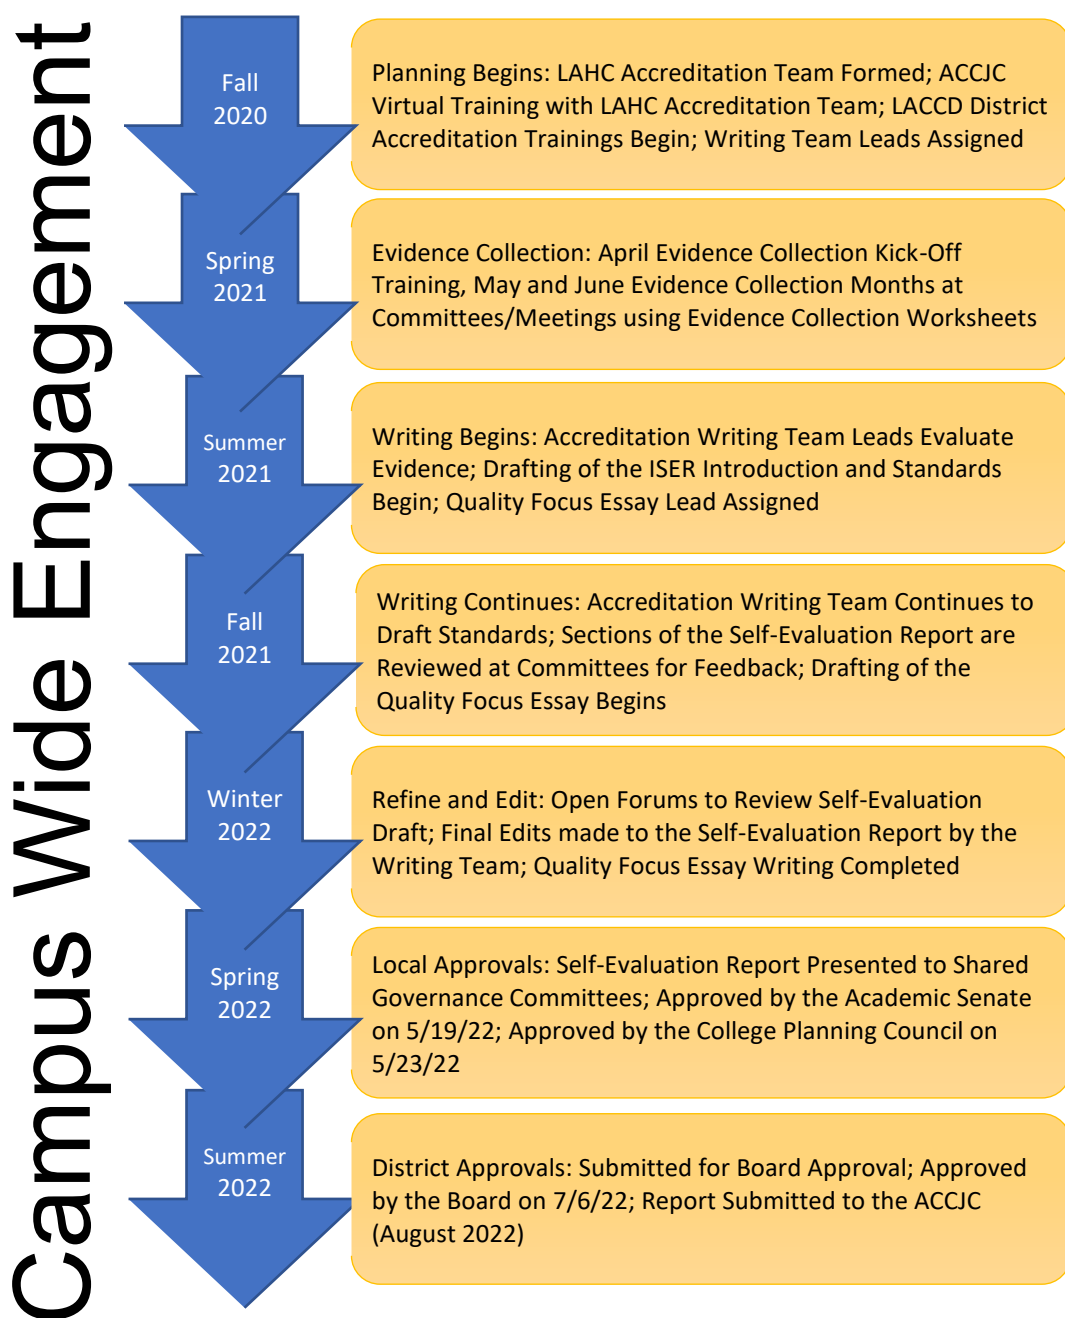 Campus Wide Engagement
Fall
2020
Planning Begins: LAHC Accreditation Team Formed; ACCJC
Virtual Training with LAHC Accreditation Team; LACCD District
Accreditation Trainings Begin; Writing Team Leads Assigned
Spring
2021
Evidence Collection: April Evidence Collection Kick-Off
Training, May and June Evidence Collection Months at
Committees/Meetings using Evidence Collection Worksheets
Summer
2021
Writing Begins: Accreditation Writing Team Leads Evaluate
Evidence; Drafting of the ISER Introduction and Standards
Begin; Quality Focus Essay Lead Assigned
Fall
2021
Writing Continues: Accreditation Writing Team Continues to
Draft Standards; Sections of the Self-Evaluation Report are
Reviewed at Committees for Feedback; Drafting of the
Quality Focus Essay Begins
Winter
2022
Refine and Edit: Open Forums to Review Self-Evaluation
Draft; Final Edits made to the Self-Evaluation Report by the
Writing Team; Quality Focus Essay Writing Completed
Spring
2022
Local Approvals: Self-Evaluation Report Presented to Shared
Governance Committees; Approved by the Academic Senate
on 5/19/22; Approved by the College Planning Council on
5/23/22
Summer
2022
District Approvals: Submitted for Board Approval; Approved
by the Board on 7/6/22; Report Submitted to the ACCJC
(August 2022)